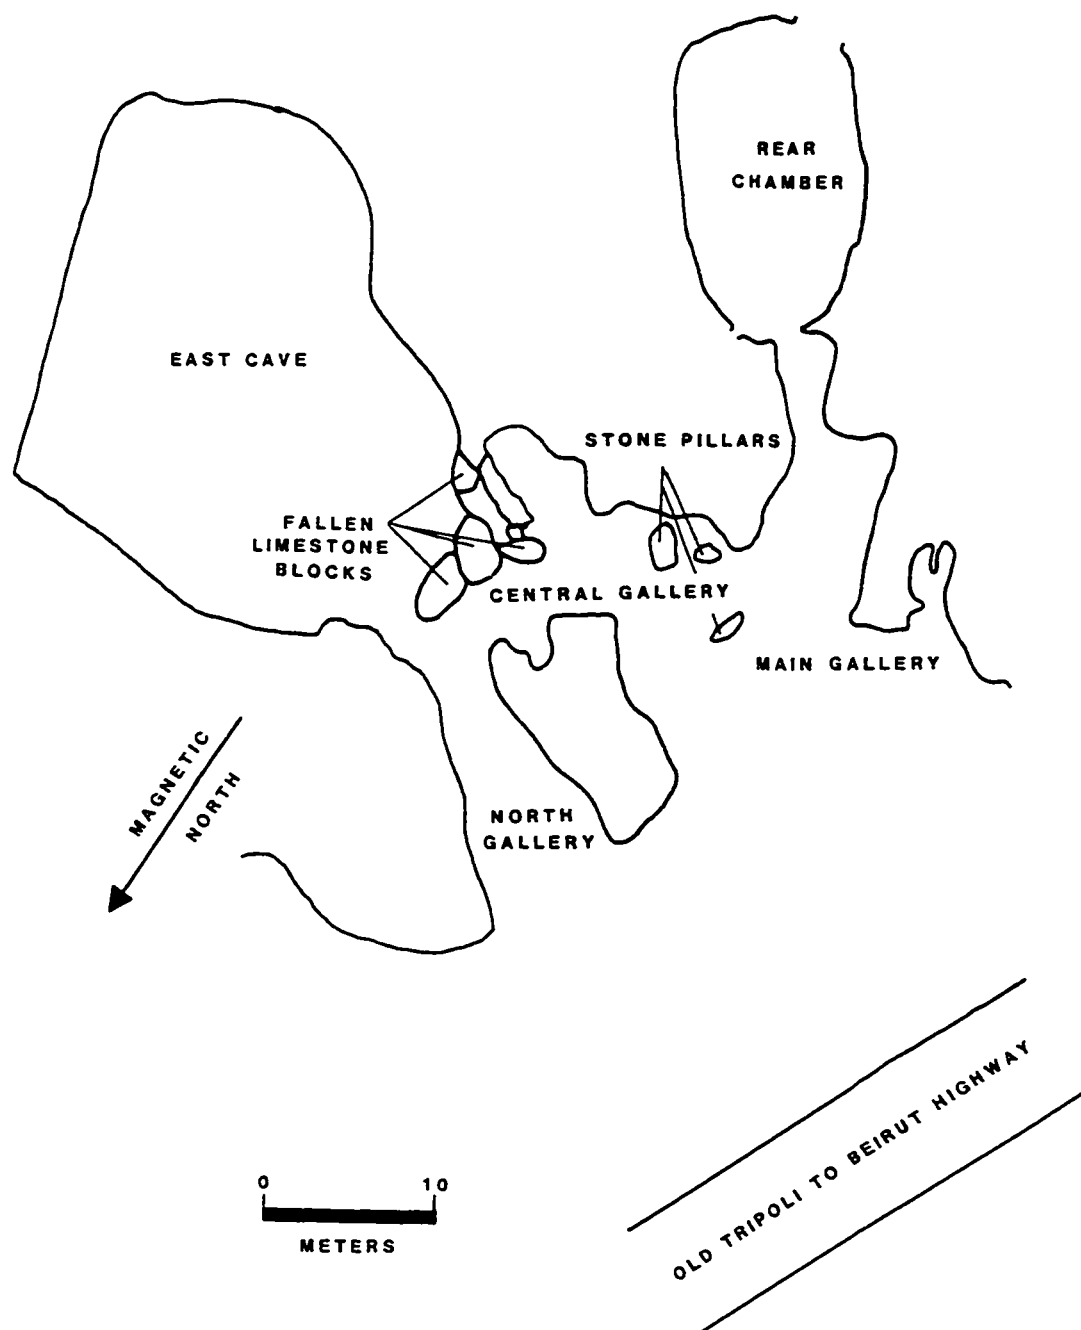 REAR
CHAMBER
EAST CAVE
STONE PILLARS
FALLEN
LIMESTONE
BLOCKS
CENTRAL GALLERY
MAIN GALLERY
MAGNETIC
NORTH
NORTH
GALLERY
OLD TRIPOLI TO BEIRUT HIGHWAY
0 10
METERS